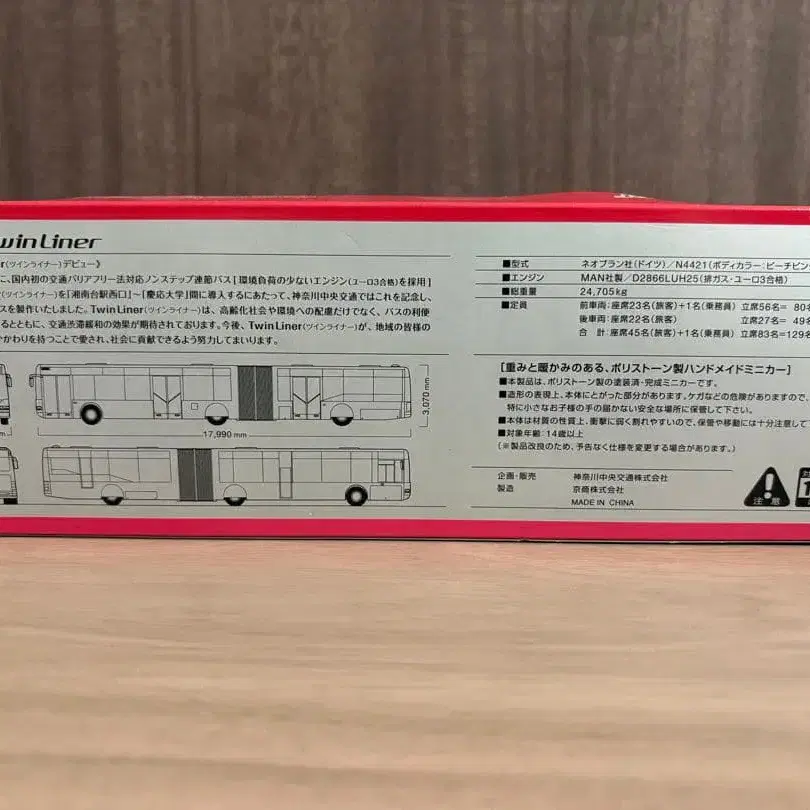 winLiner
er(ツインライナー)デビュー》
に、国内初の交通バリアフリー法対応ノンステップ連節バス[環境負荷の少ないエンジン(ユーロ3合格)を採用]
(ツインライナー)を「湘南台駅西口」〜「慶応大学」間に導入するにあたって、神奈川中央交通ではこれを記念し、
スを製作いたしました。TwinLiner(ツインライナー)は、高齢化社会や環境への配慮だけでなく、バスの利便
るとともに、交通渋滞緩和の効果が期待されております。今後、TwinLiner(ツインライナー)が、地域の皆様の
かわりを持つことで愛され、社会に貢献できるよう努力してまいります。
3,070 mm
17,990 mm
■型式 ネオプラン社(ドイツ)/N4421(ボディカラー:ピーチピン
■エンジン MAN社製/D2866LUH25(排ガス・ユーロ3合格)
■総重量 24,705kg
■定員 前車両:座席23名(旅客)+1名(乗務員) 立席56名= 80名
後車両:座席22名(旅客) 立席27名= 49名
合 計:座席45名(旅客)+1名(乗務員) 立席83名=129名
[重みと暖かみのある、ポリストーン製ハンドメイドミニカー]
■本製品は、ポリストーン製の塗装済・完成ミニカーです。
■造形の表現上、本体にとがった部分があります。ケガなどの危険がありますので、
特に小さなお子様の手の届かない安全な場所に保管して下さい。
■本体は材質の性質上、衝撃に弱く割れやすいので、保管や移動には十分注意して
■対象年齢:14歳以上
(※製品改良のため、予告なく仕様を変更する場合があります。)
企画・販売 神奈川中央交通株式会社
製造 京商株式会社
MADE IN CHINA
注意
対
1